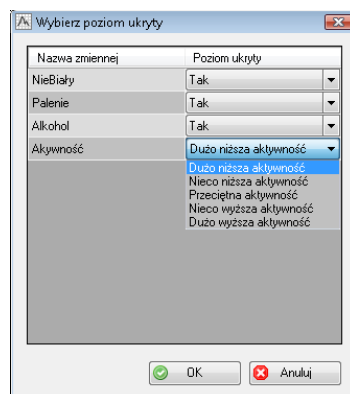 Wybierz poziom ukryty
Nazwa zmiennej Poziom ukryty
NieBiały Tak
Palenie Tak
Alkohol Tak
Akywność Dużo niższa aktywność
Dużo niższa aktywność
Nieco niższa aktywność
Przeciętna aktywność
Nieco wyższa aktywność
Dużo wyższa aktywność
OK Anuluj